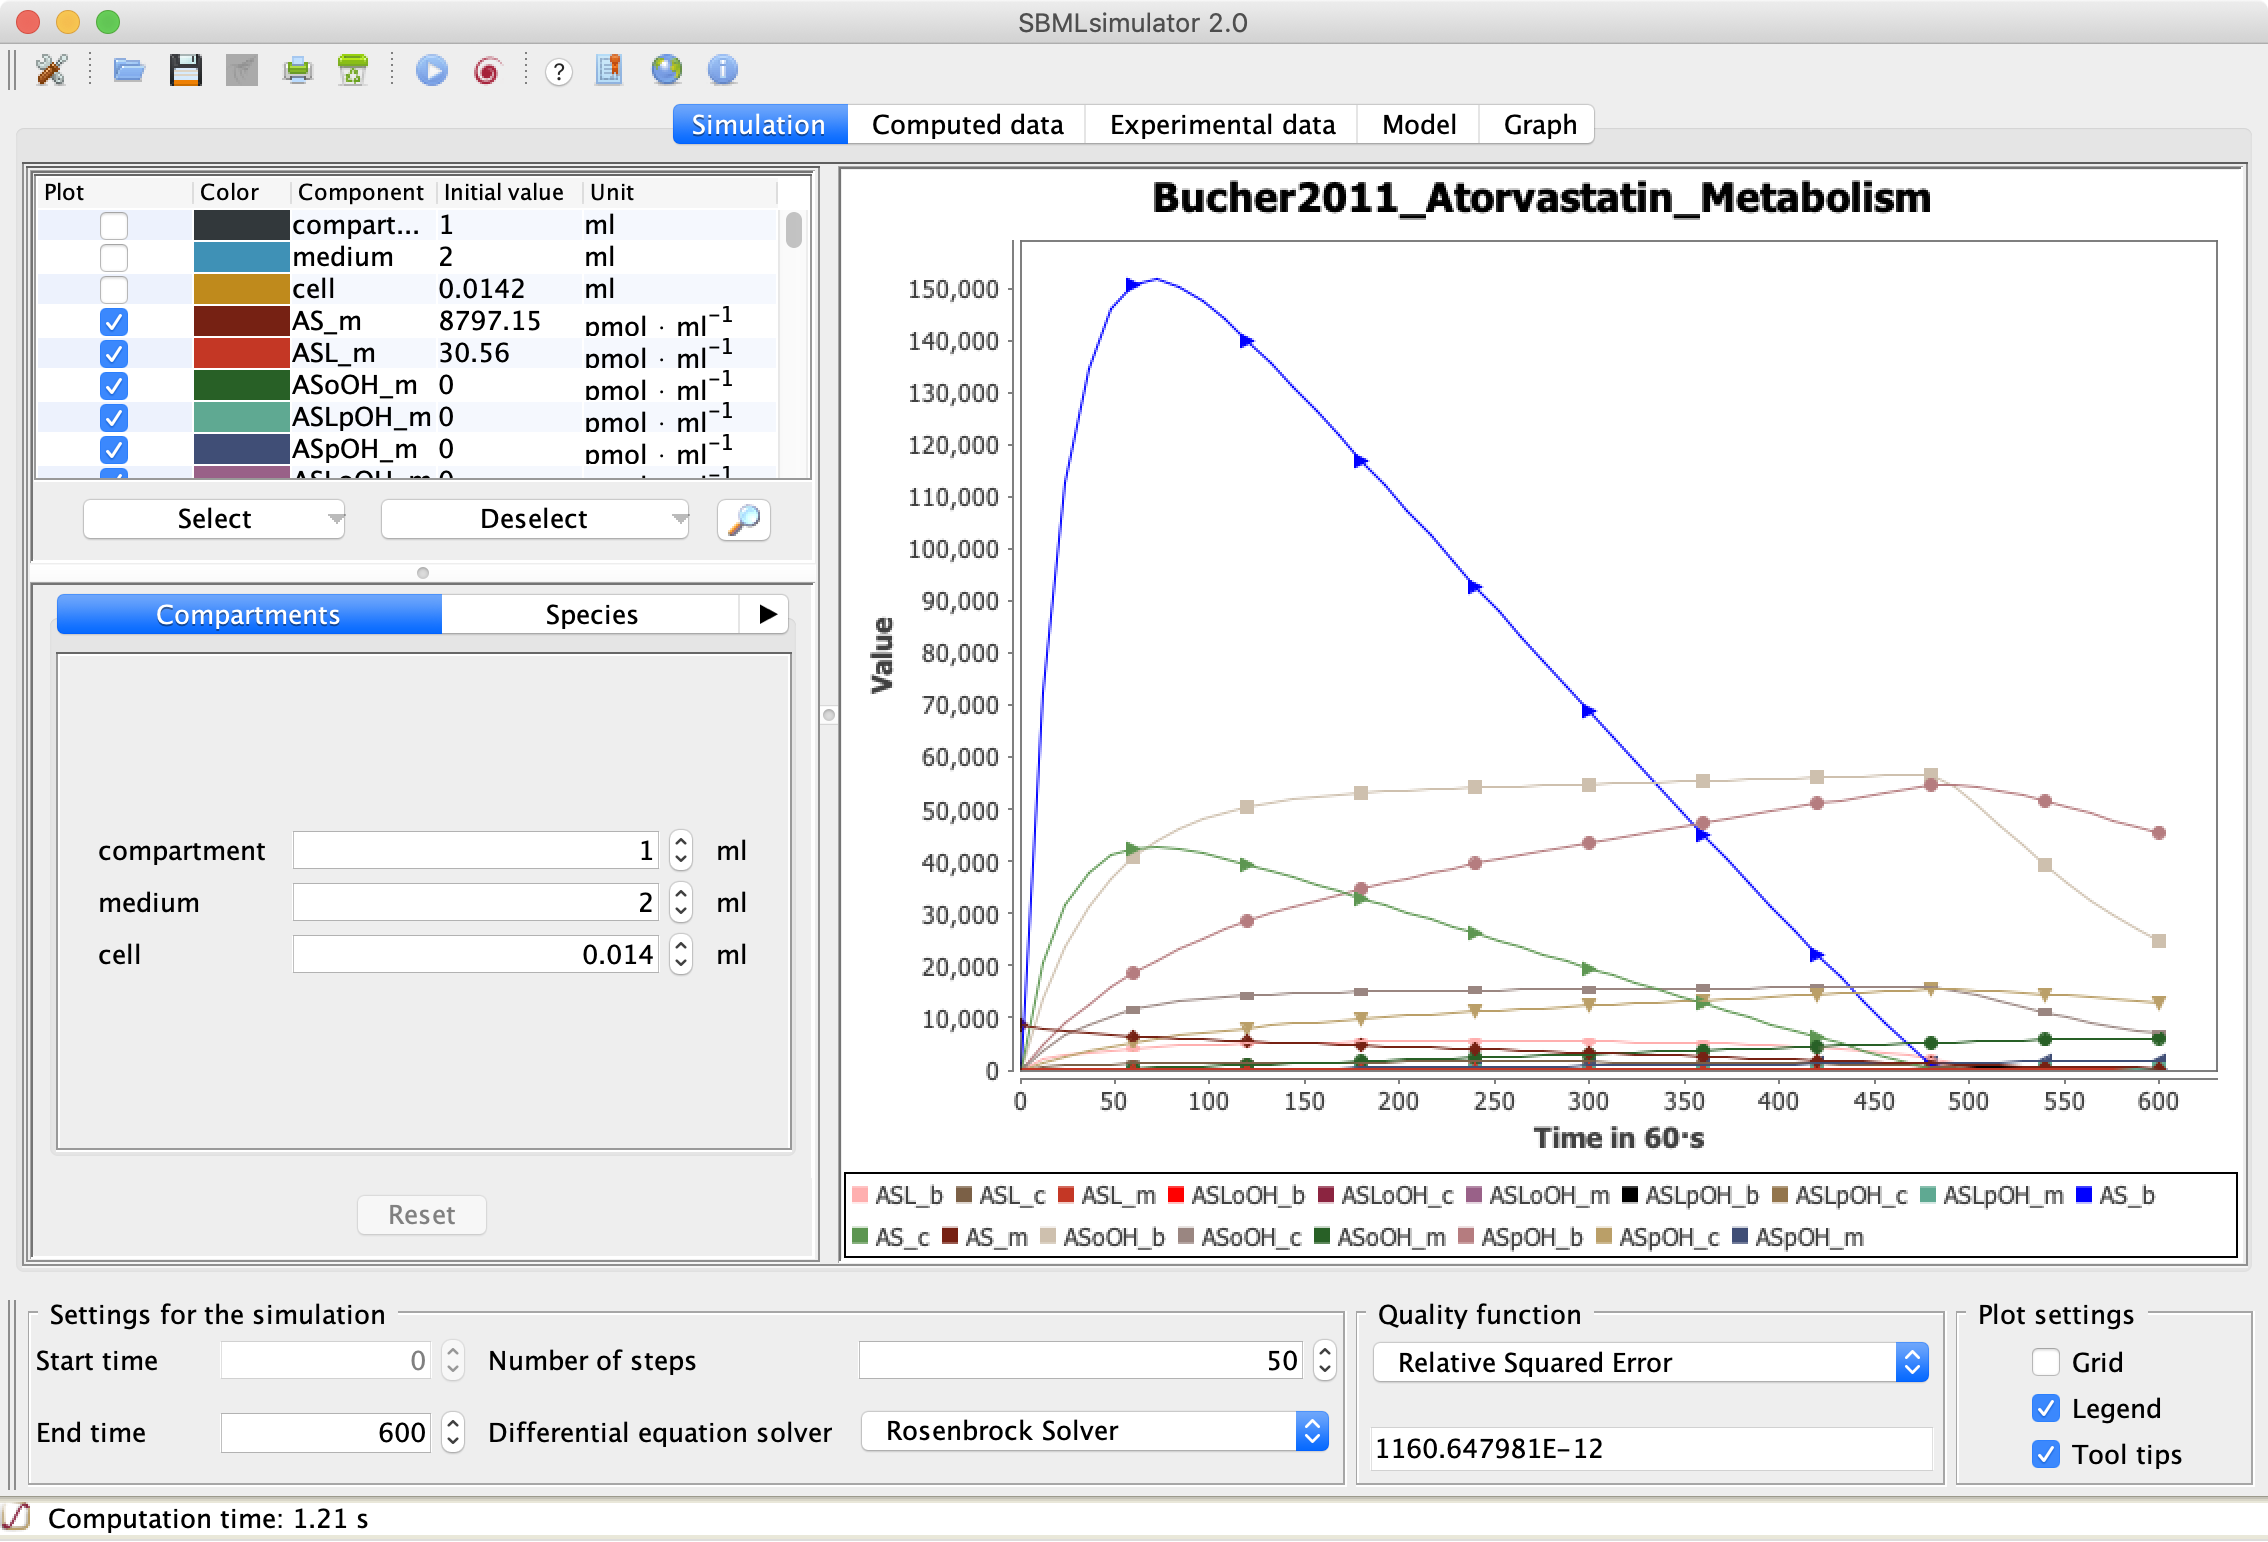 SBMLsimulator 2.0
Simulation Computed data Experimental data Model Graph
Plot Color Component Initial value Unit
compart... 1 ml
medium 2 ml
cell 0.0142 ml
AS_m 8797.15 pmol · ml⁻¹
ASL_m 30.56 pmol · ml⁻¹
ASoOH_m 0 pmol · ml⁻¹
ASLpOH_m 0 pmol · ml⁻¹
ASpOH_m 0 pmol · ml⁻¹
Select Deselect
Compartments Species
compartment 1 ml
medium 2 ml
cell 0.014 ml
Reset
Bucher2011_Atorvastatin_Metabolism
Value
150,000
140,000
130,000
120,000
110,000
100,000
90,000
80,000
70,000
60,000
50,000
40,000
30,000
20,000
10,000
0
0 50 100 150 200 250 300 350 400 450 500 550 600
Time in 60·s
ASL_b ASL_c ASL_m ASLoOH_b ASLoOH_c ASLoOH_m ASLpOH_b ASLpOH_c ASLpOH_m AS_b
AS_c AS_m ASoOH_b ASoOH_c ASoOH_m ASpOH_b ASpOH_c ASpOH_m
Settings for the simulation
Start time 0 Number of steps 50
End time 600 Differential equation solver Rosenbrock Solver
Quality function
Relative Squared Error
1160.647981E-12
Plot settings
Grid
Legend
Tool tips
Computation time: 1.21 s